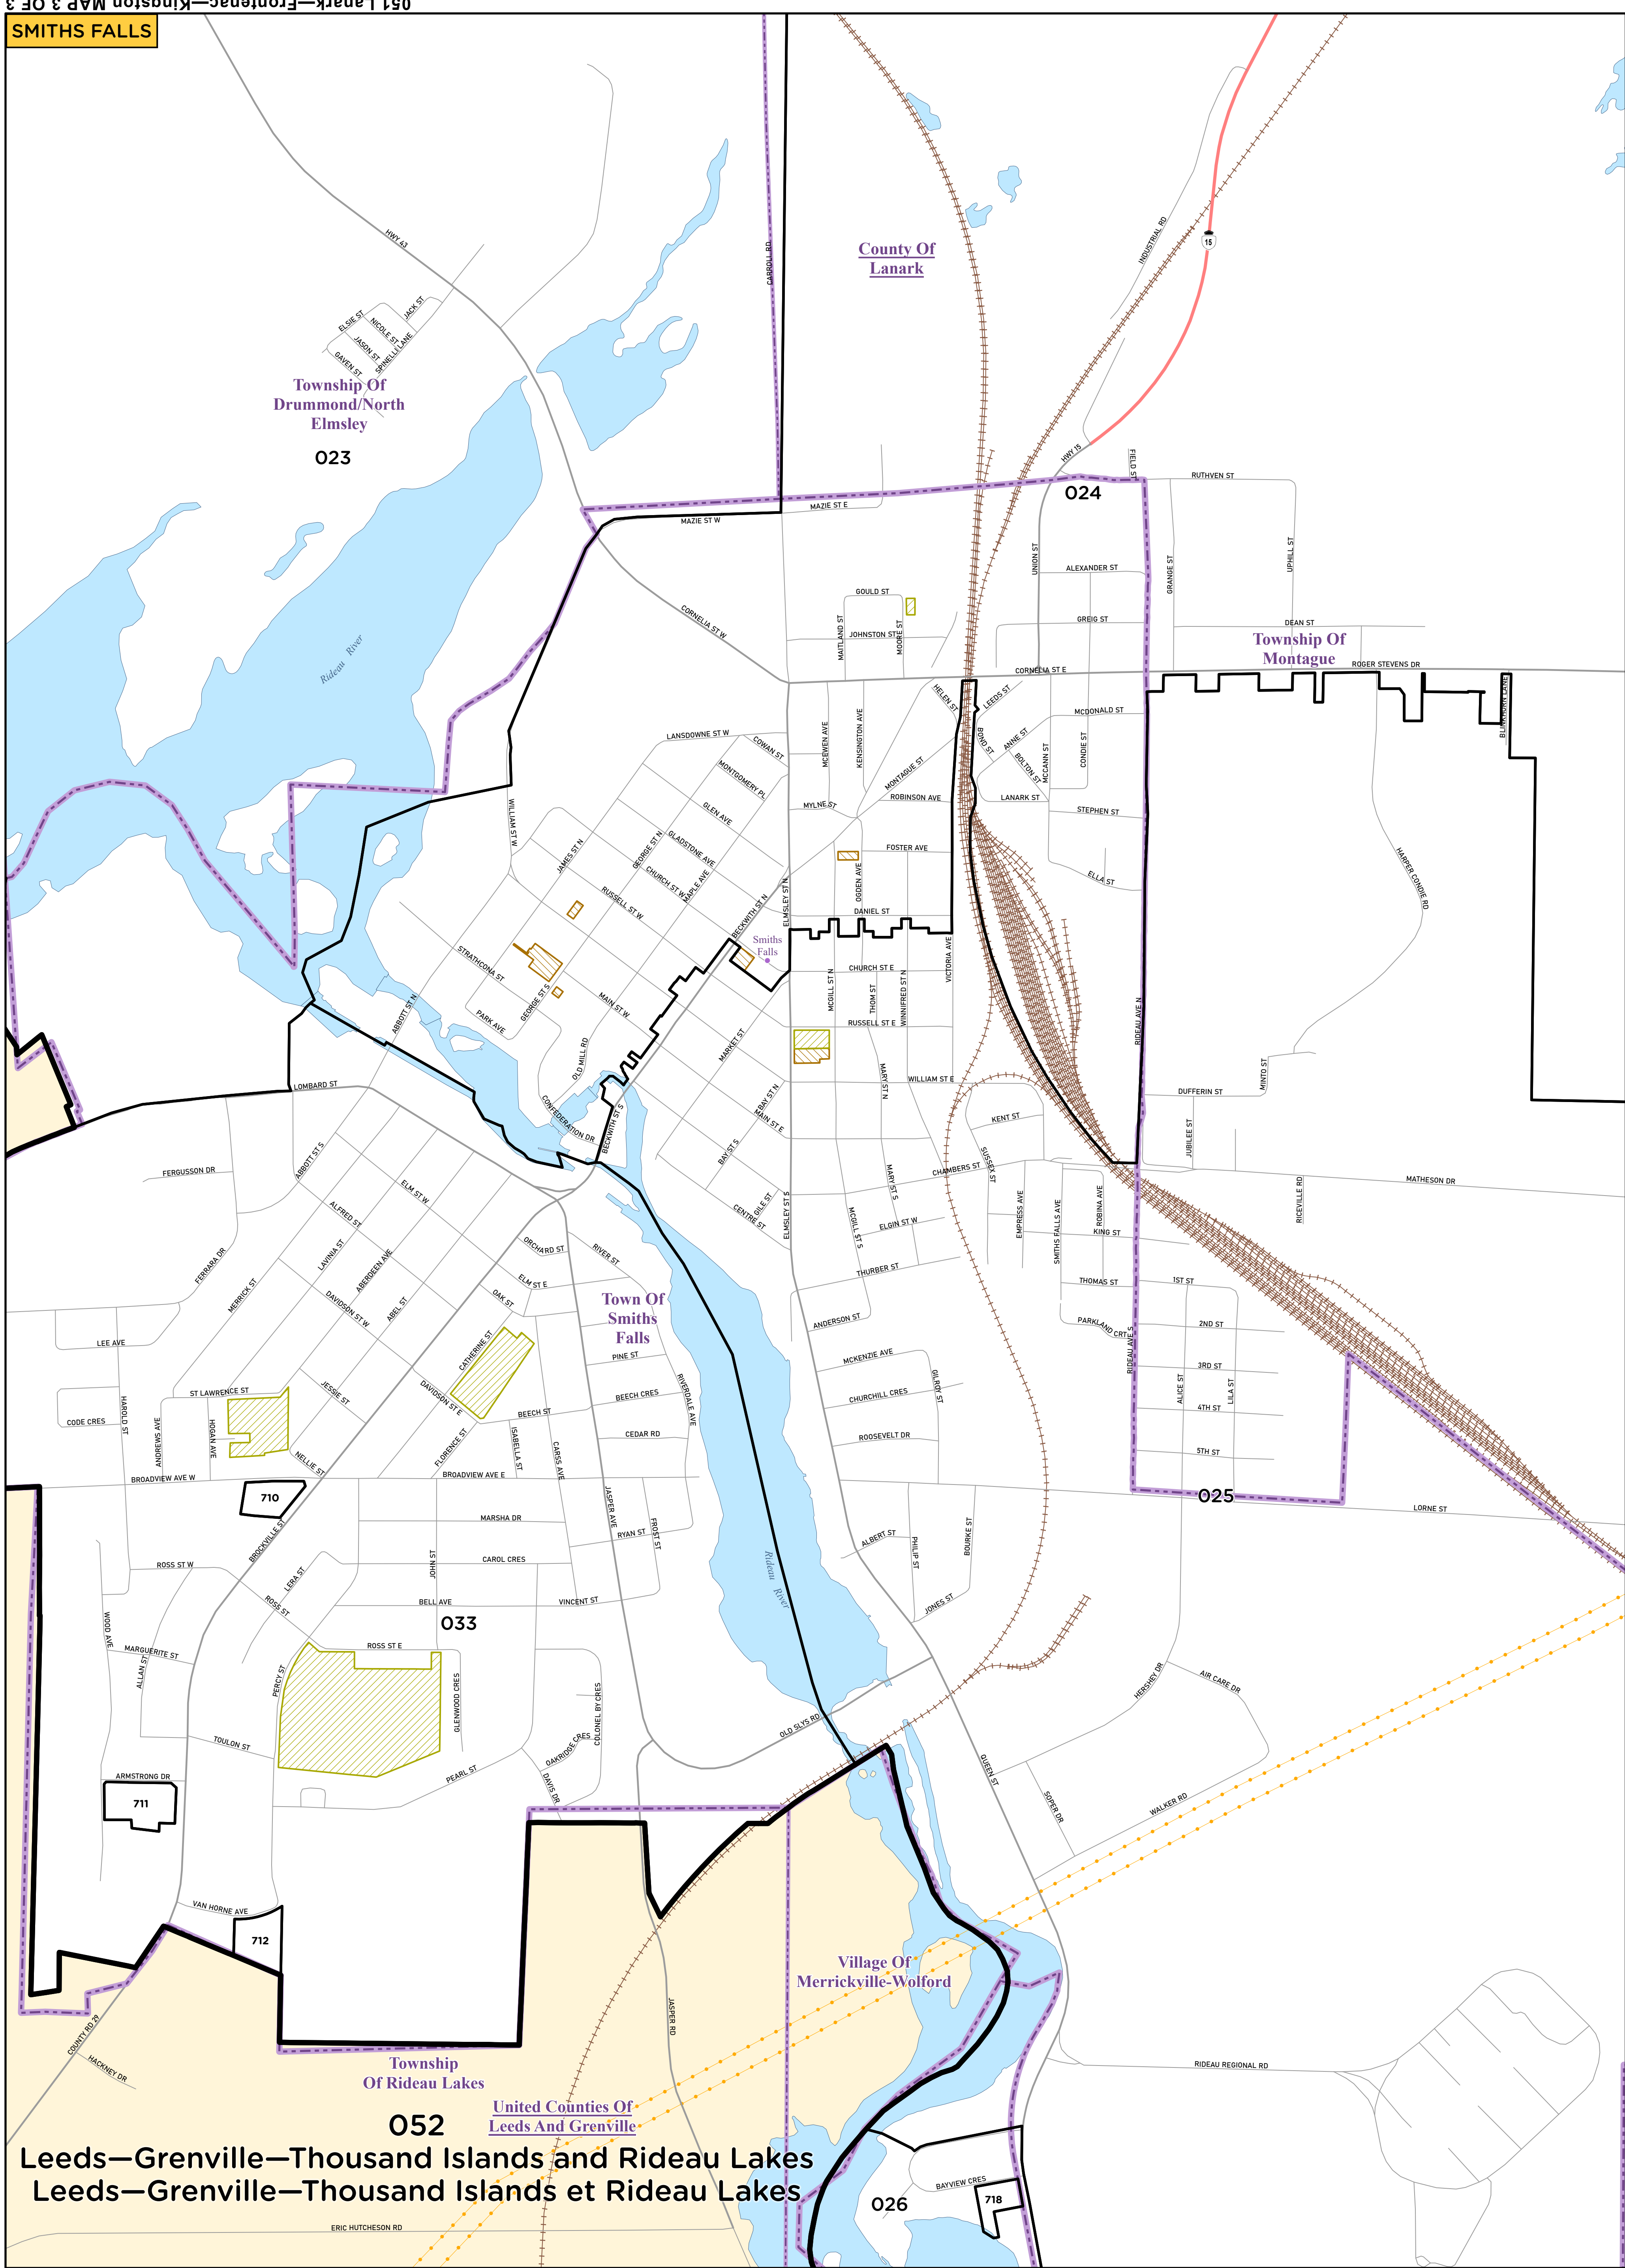 051 Lanark—Frontenac—Kingston MAP 3 OF 3
SMITHS FALLS
HWY 43
CARROLL RD
County Of
Lanark
INDUSTRIAL RD
15
ELSIE ST
NICOLE ST
JACK ST
JASON ST
SPINELLI LANE
GAVEN ST
Township Of
Drummond/North
Elmsley
023
HWY 15
FIELD ST
RUTHVEN ST
024
MAZIE ST W
MAZIE ST E
UNION ST
ALEXANDER ST
GRANGE ST
UPHILL ST
GOULD ST
CORNELIA ST W
MAITLAND ST
JOHNSTON ST
MOORE ST
GREIG ST
DEAN ST
Township Of
Montague
Rideau River
CORNELIA ST E
ROGER STEVENS DR
HELEN ST
LEEDS ST
BLINKHORN LANE
MCDONALD ST
LANSDOWNE ST W
COWAN ST
MCEWEN AVE
KENSINGTON AVE
BOND ST
ANNE ST
BOLTON ST
MCCANN ST
CONDIE ST
MONTGOMERY PL
MONTAGUE ST
WILLIAM ST W
GLEN AVE
MYLNE ST
ROBINSON AVE
LANARK ST
STEPHEN ST
JAMES ST N
GEORGE ST N
GLADSTONE AVE
FOSTER AVE
CHURCH ST W
MAPLE AVE
OGDEN AVE
ELLA ST
HARPER CONDIE RD
RUSSELL ST W
BECKWITH ST N
ELMSLEY ST N
DANIEL ST
STRATHCONA ST
Smiths
Falls
CHURCH ST E
VICTORIA AVE
GEORGE ST S
MAIN ST W
MCGILL ST N
THOM ST
WINNIFRED ST N
ABBOTT ST N
PARK AVE
RUSSELL ST E
RIDEAU AVE N
OLD MILL RD
MARKET ST
LOMBARD ST
MARY ST N
WILLIAM ST E
MINTO ST
DUFFERIN ST
CONFEDERATION DR
BECKWITH ST S
BAY ST N
MAIN ST E
KENT ST
JUBILEE ST
BAY ST S
FERGUSSON DR
ABBOTT ST S
ELM ST W
MARY ST S
CHAMBERS ST
SUSSEX ST
MATHESON DR
ALFRED ST
CENTRE ST
GILE ST
ELMSLEY ST S
MCGILL ST S
ELGIN ST W
EMPRESS AVE
SMITHS FALLS AVE
ROBINA AVE
KING ST
RICEVILLE RD
LAVINIA ST
ORCHARD ST
RIVER ST
FERRARA DR
ABERDEEN AVE
THURBER ST
MERRICK ST
ELM ST E
THOMAS ST
1ST ST
DAVIDSON ST W
ABEL ST
OAK ST
Town Of
Smiths
Falls
ANDERSON ST
PARKLAND CRT
RIDEAU AVE S
2ND ST
LEE AVE
CATHERINE ST
PINE ST
MCKENZIE AVE
3RD ST
ST LAWRENCE ST
JESSIE ST
DAVIDSON ST E
BEECH CRES
RIVERDALE AVE
CHURCHILL CRES
GILROY ST
ALICE ST
LILA ST
CODE CRES
HAROLD ST
ANDREWS AVE
HOGAN AVE
BEECH ST
4TH ST
FLORENCE ST
ISABELLA ST
CARSS AVE
CEDAR RD
ROOSEVELT DR
NELLIE ST
5TH ST
BROADVIEW AVE W
BROADVIEW AVE E
710
025
JASPER AVE
LORNE ST
BROCKVILLE ST
MARSHA DR
RYAN ST
FROST ST
ALBERT ST
PHILIP ST
BOURKE ST
ROSS ST W
LERA ST
JOHN ST
CAROL CRES
Rideau River
BELL AVE
VINCENT ST
ROSS ST
JONES ST
WOOD AVE
033
MARGUERITE ST
ROSS ST E
ALLAN ST
PERCY ST
GLENWOOD CRES
COLONEL BY CRES
HERSHEY DR
AIR CARE DR
TOULON ST
OLD SLYS RD
OAKRIDGE CRES
ARMSTRONG DR
PEARL ST
DAVIS DR
QUEEN ST
711
SOPER DR
WALKER RD
VAN HORNE AVE
712
Village Of
Merrickville-Wolford
JASPER RD
COUNTY RD 29
HACKNEY DR
Township
Of Rideau Lakes
RIDEAU REGIONAL RD
United Counties Of
Leeds And Grenville
052
Leeds—Grenville—Thousand Islands and Rideau Lakes
Leeds—Grenville—Thousand Islands et Rideau Lakes
BAYVIEW CRES
026
718
ERIC HUTCHESON RD